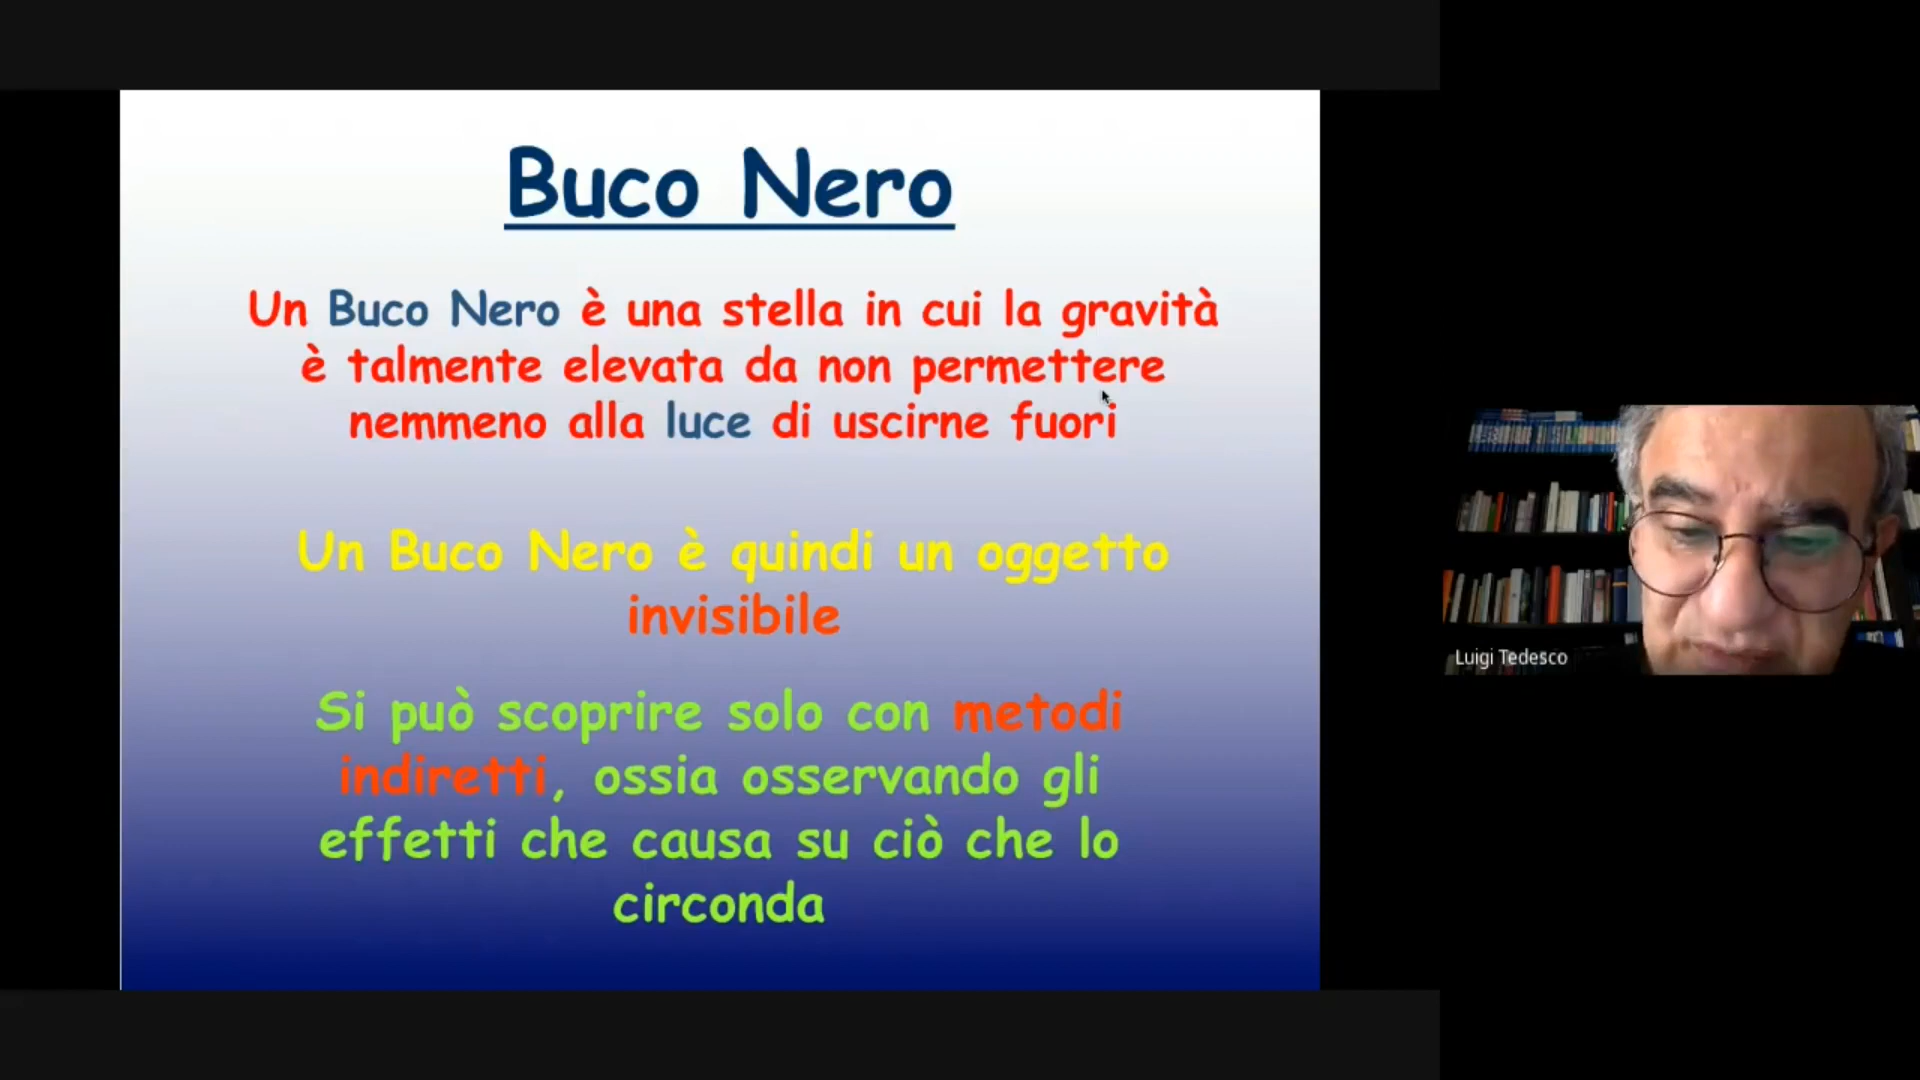 Buco Nero
Un Buco Nero è una stella in cui la gravità
è talmente elevata da non permettere
nemmeno alla luce di uscirne fuori
Un Buco Nero è quindi un oggetto
invisibile
Si può scoprire solo con metodi
indiretti, ossia osservando gli
effetti che causa su ciò che lo
circonda
Luigi Tedesco